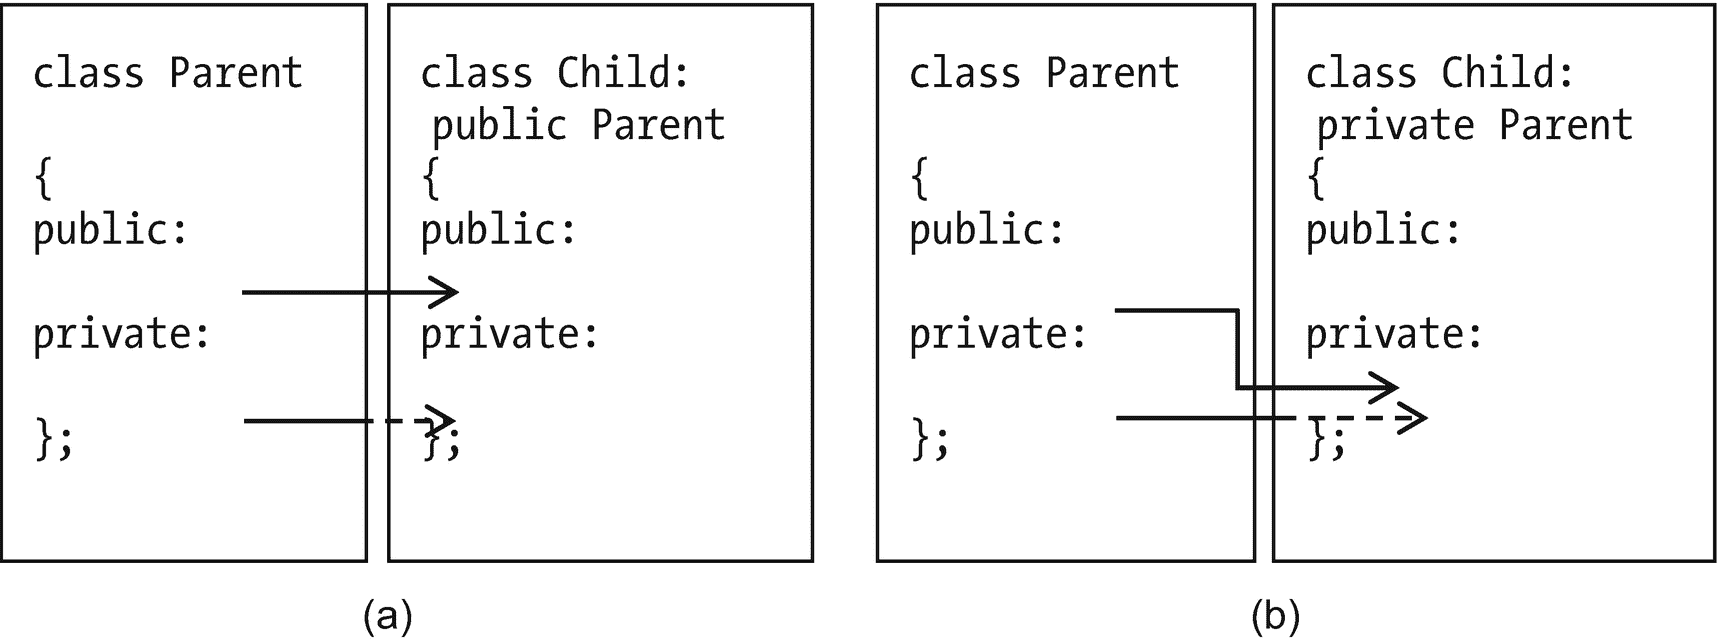 class Parent
{
public:
private:
};
class Child:
public Parent
{
public:
private:
};
(a)
class Parent
{
public:
private:
};
class Child:
private Parent
{
public:
private:
};
(b)